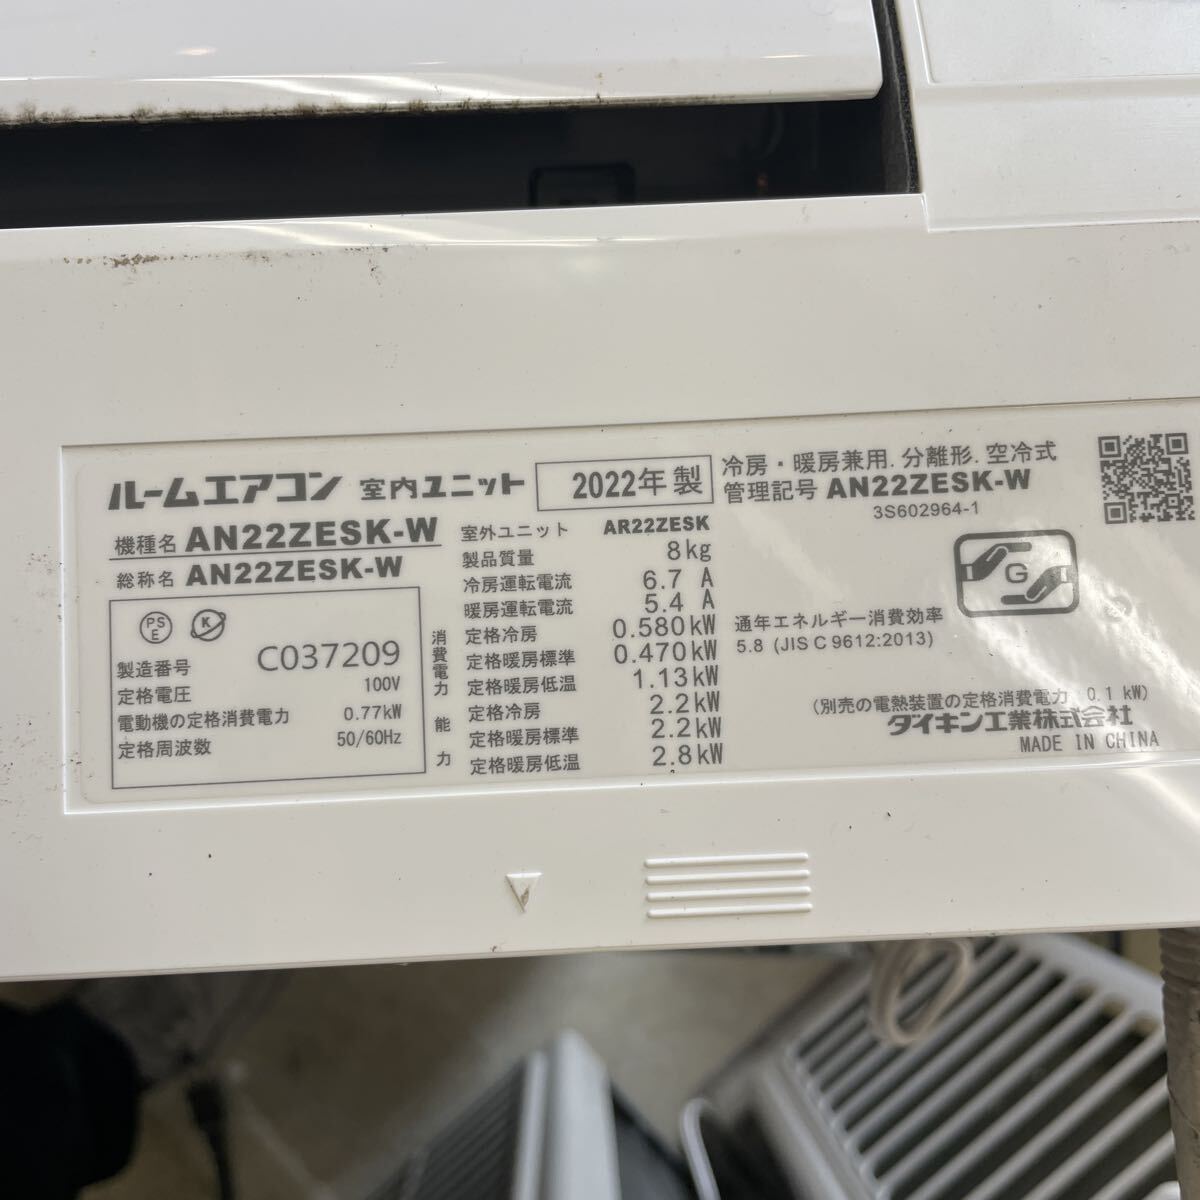 ルームエアコン 室内ユニット 2022年 製
機種名 AN22ZESK-W
総称名 AN22ZESK-W
PS
E
K
製造番号 C037209
定格電圧 100V
電動機の定格消費電力 0.77kW
定格周波数 50/60Hz
室外ユニット AR22ZESK
製品質量 8kg
冷房運転電流 6.7 A
暖房運転電流 5.4 A
消費電力
定格冷房 0.580kW
定格暖房標準 0.470kW
定格暖房低温 1.13kW
能力
定格冷房 2.2kW
定格暖房標準 2.2kW
定格暖房低温 2.8kW
冷房・暖房兼用. 分離形. 空冷式
管理記号 AN22ZESK-W
3S602964-1
G
通年エネルギー消費効率
5.8 (JIS C 9612:2013)
(別売の電熱装置の定格消費電力 0.1 kW)
ダイキン工業株式会社
MADE IN CHINA